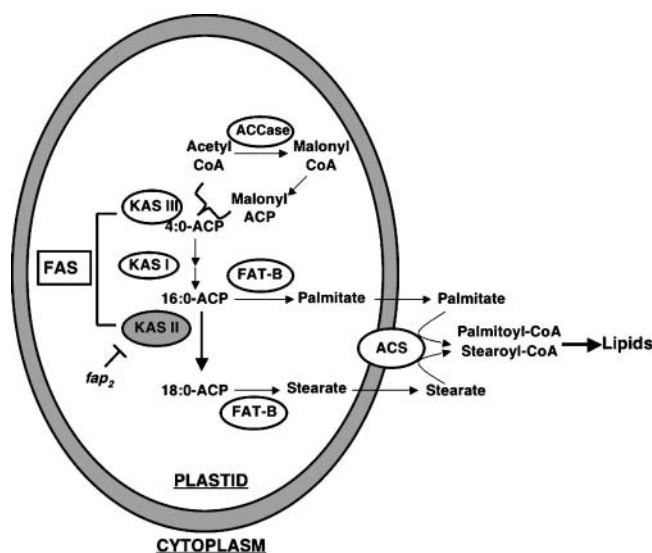 ACCase
Acetyl CoA
Malonyl CoA
Malonyl ACP
KAS III
4:0-ACP
FAS
KAS I
FAT-B
16:0-ACP
Palmitate
Palmitate
KAS II
fap2
ACS
Palmitoyl-CoA
Stearoyl-CoA
Lipids
18:0-ACP
Stearate
Stearate
FAT-B
PLASTID
CYTOPLASM